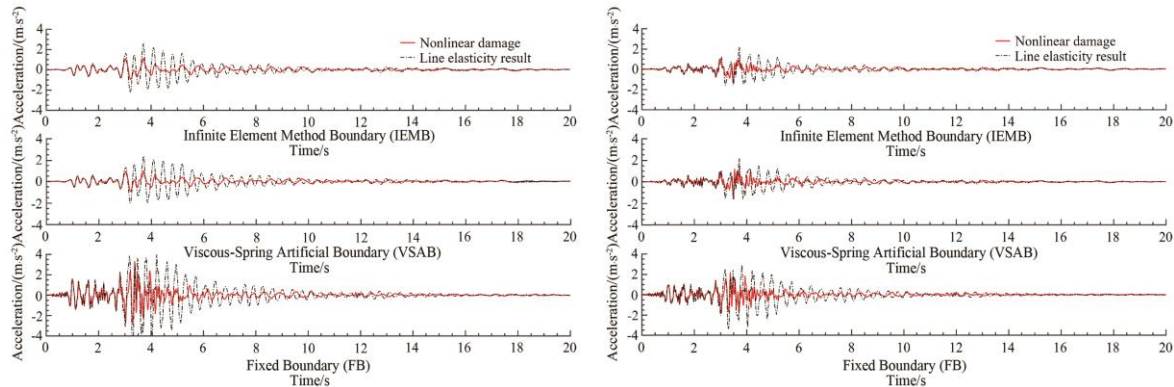 Acceleration/(m·s⁻²)
4
2
0
-2
-4
Nonlinear damage
Line elasticity result
0 2 4 6 8 10 12 14 16 18 20
Infinite Element Method Boundary (IEMB)
Time/s
Acceleration/(m·s⁻²)
4
2
0
-2
-4
0 2 4 6 8 10 12 14 16 18 20
Viscous-Spring Artificial Boundary (VSAB)
Time/s
Acceleration/(m·s⁻²)
4
2
0
-2
-4
0 2 4 6 8 10 12 14 16 18 20
Fixed Boundary (FB)
Time/s
Acceleration/(m·s⁻²)
4
2
0
-2
-4
Nonlinear damage
Line elasticity result
0 2 4 6 8 10 12 14 16 18 20
Infinite Element Method Boundary (IEMB)
Time/s
Acceleration/(m·s⁻²)
4
2
0
-2
-4
0 2 4 6 8 10 12 14 16 18 20
Viscous-Spring Artificial Boundary (VSAB)
Time/s
Acceleration/(m·s⁻²)
4
2
0
-2
-4
0 2 4 6 8 10 12 14 16 18 20
Fixed Boundary (FB)
Time/s